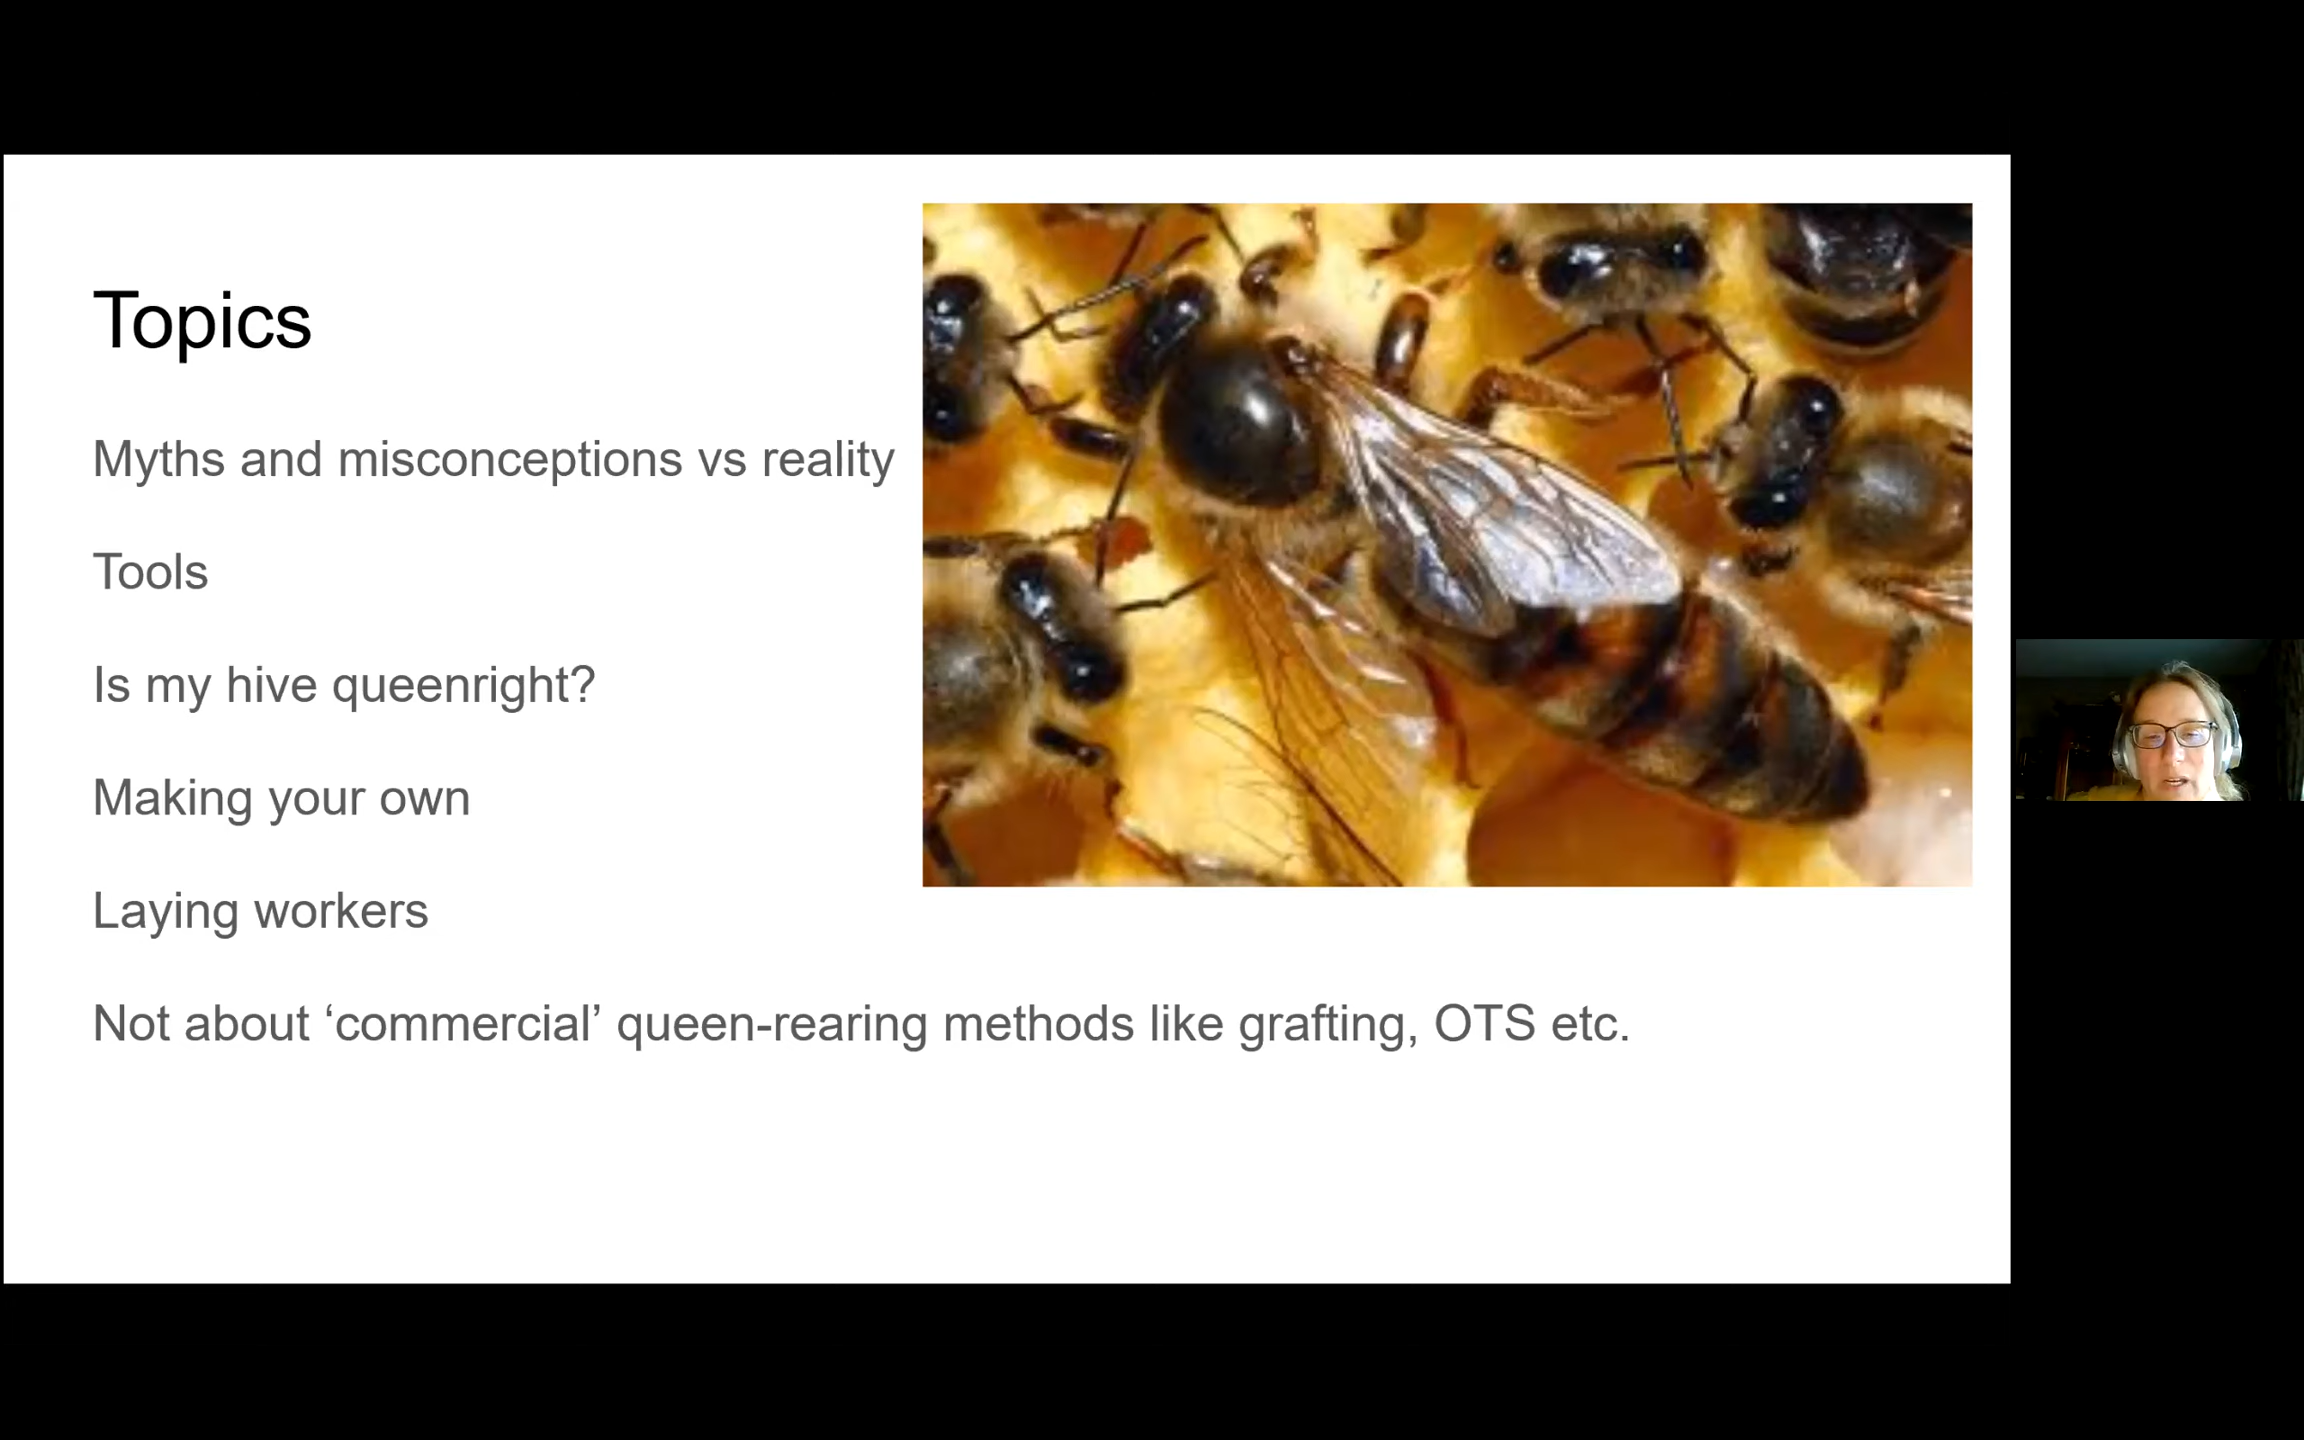 Topics
Myths and misconceptions vs reality
Tools
Is my hive queenright?
Making your own
Laying workers
Not about ‘commercial’ queen-rearing methods like grafting, OTS etc.